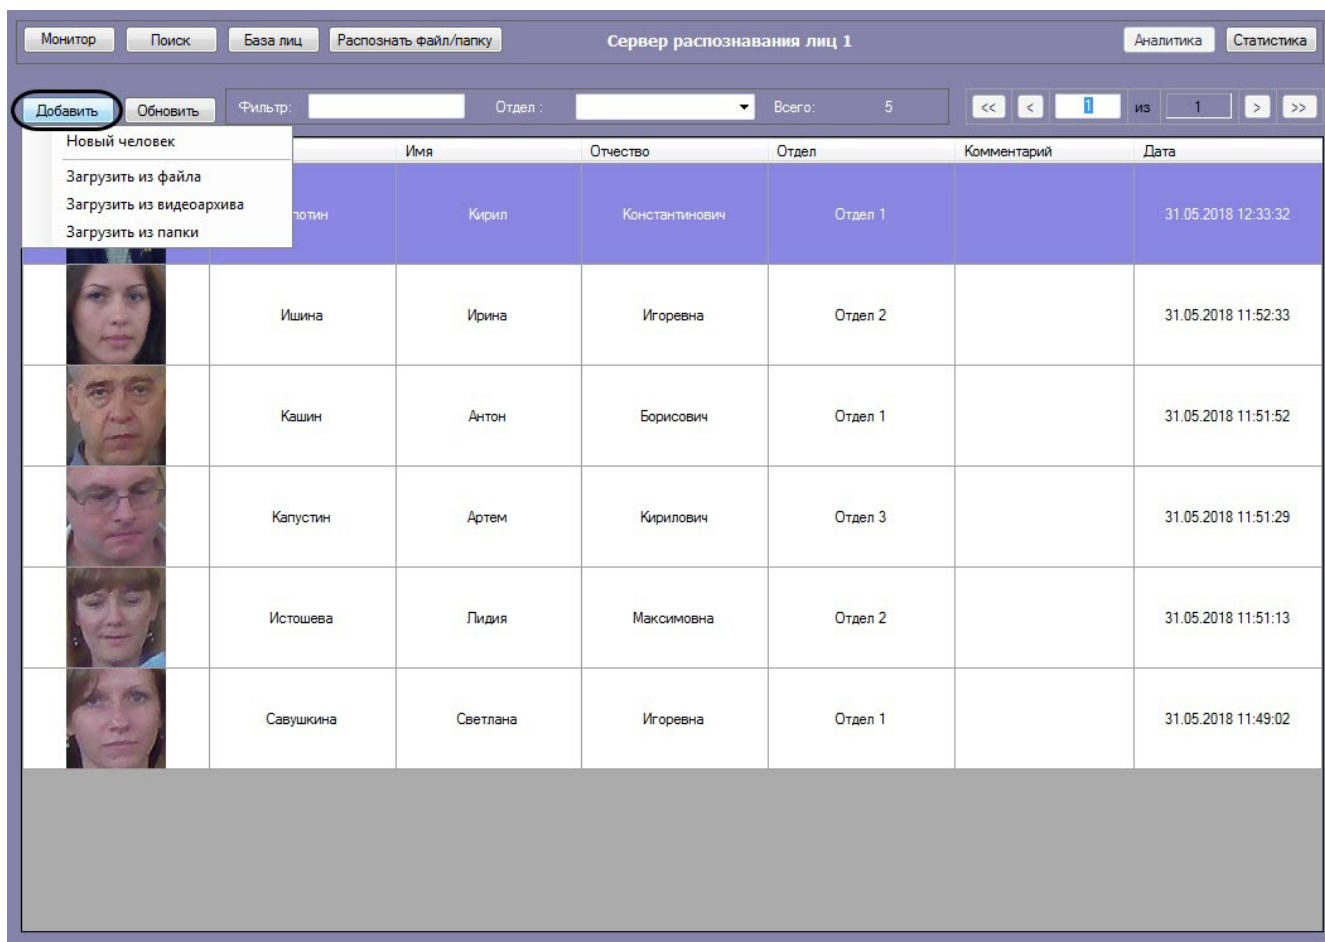 Монитор Поиск База лиц Распознать файл/папку Сервер распознавания лиц 1 Аналитика Статистика
Добавить Обновить Фильтр: Отдел : Всего: 5 << < 1 из 1 > >>
Новый человек
Загрузить из файла
Загрузить из видеоархива
Загрузить из папки
Имя Отчество Отдел Комментарий Дата
Кирил Константинович Отдел 1 31.05.2018 12:33:32
Ишина Ирина Игоревна Отдел 2 31.05.2018 11:52:33
Кашин Антон Борисович Отдел 1 31.05.2018 11:51:52
Капустин Артем Кирилович Отдел 3 31.05.2018 11:51:29
Истошева Лидия Максимовна Отдел 2 31.05.2018 11:51:13
Савушкина Светлана Игоревна Отдел 1 31.05.2018 11:49:02